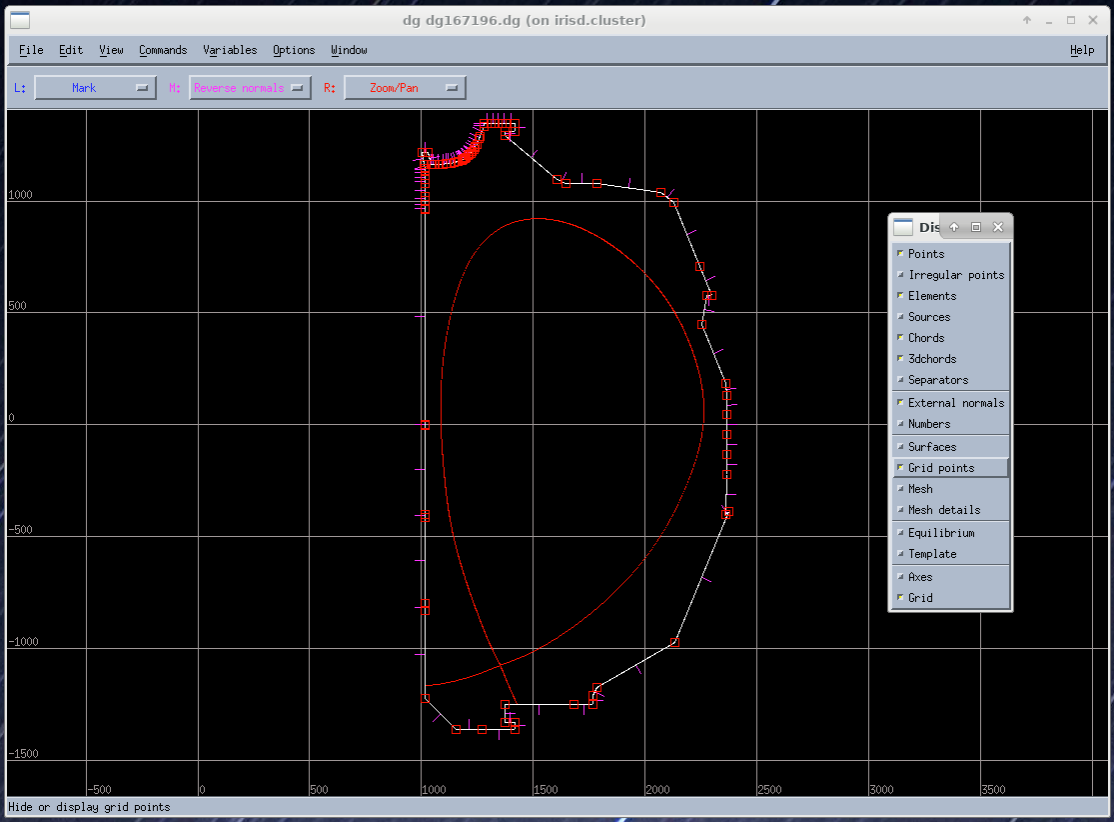 dg dg167196.dg (on irisd.cluster)
File Edit View Commands Variables Options Window Help
L: Mark M: Reverse normals R: Zoom/Pan
1000
500
0
-500
-1000
-1500
-500 0 500 1000 1500 2000 2500 3000 3500
Dis
Points
Irregular points
Elements
Sources
Chords
3dchords
Separators
External normals
Numbers
Surfaces
Grid points
Mesh
Mesh details
Equilibrium
Template
Axes
Grid
Hide or display grid points